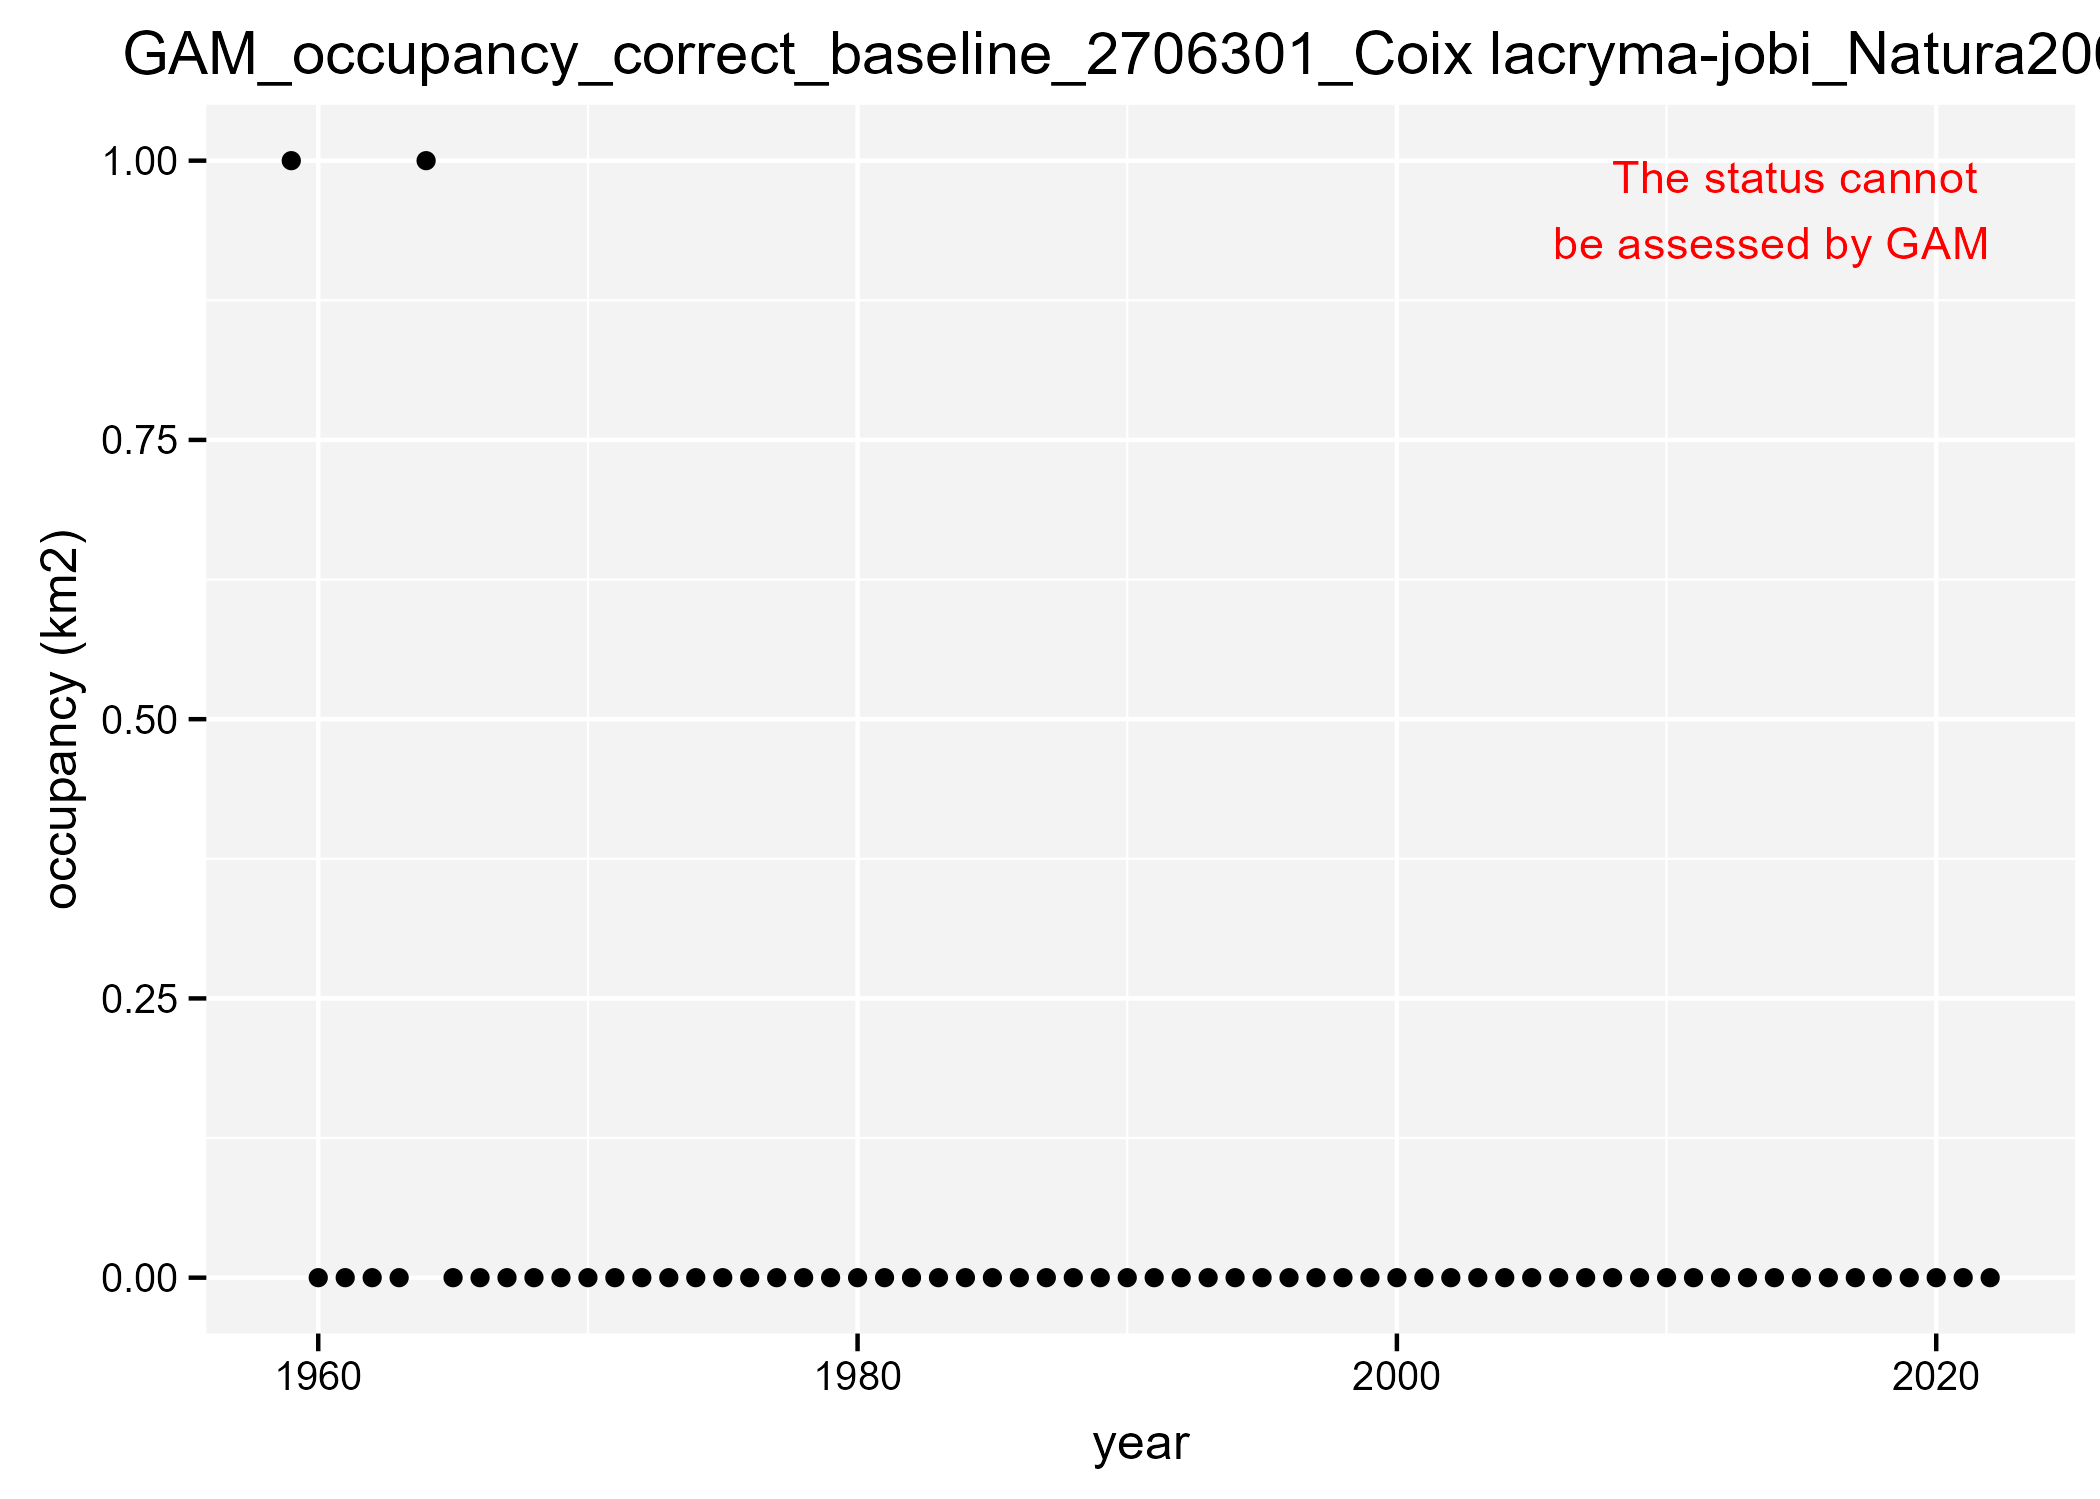 GAM_occupancy_correct_baseline_2706301_Coix lacryma-jobi_Natura200
The status cannot
be assessed by GAM
1.00
0.75
0.50
0.25
0.00
occupancy (km2)
1960 1980 2000 2020
year